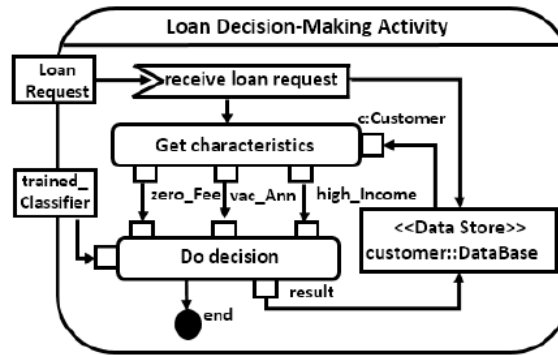 Loan Decision-Making Activity
Loan
Request
receive loan request
c:Customer
Get characteristics
trained_
Classifier
zero_Fee
vac_Ann
high_Income
<<Data Store>>
customer::DataBase
Do decision
result
end